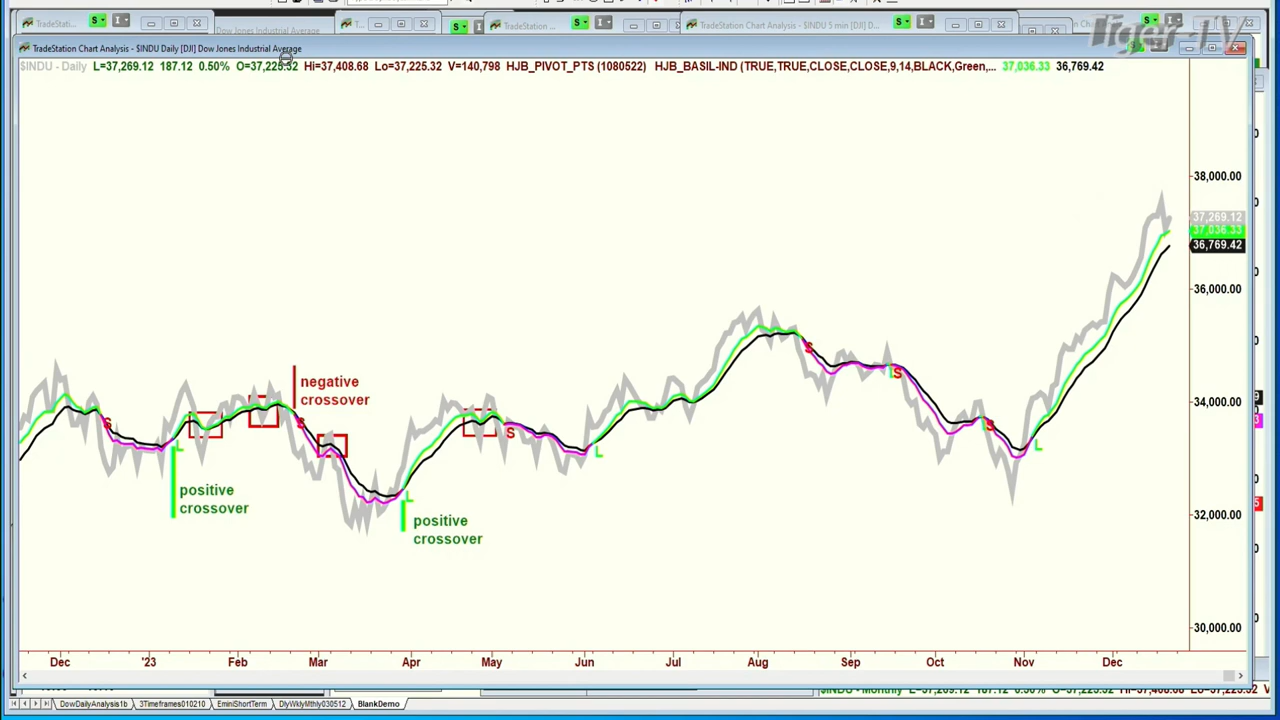 TradeStation Chart Analysis - $INDU Daily [DJI] Dow Jones Industrial Average
$INDU - Daily L=37,269.12 187.12 0.50% O=37,225.32 Hi=37,408.68 Lo=37,225.32 V=140,798 HJB_PIVOT_PTS (1080522) HJB_BASIL-IND (TRUE,TRUE,CLOSE,CLOSE,9,14,BLACK,Green,... 37,036.33 36,769.42
38,000.00
37,269.12
37,036.33
36,769.42
36,000.00
34,000.00
32,000.00
30,000.00
negative
crossover
positive
crossover
positive
crossover
S
L
S
L
S
L
S
S
S
L
Dec '23 Feb Mar Apr May Jun Jul Aug Sep Oct Nov Dec
DowDailyAnalysis1b 3Timeframes010210 EminiShortTerm DlyWklyMthly030512 BlankDemo